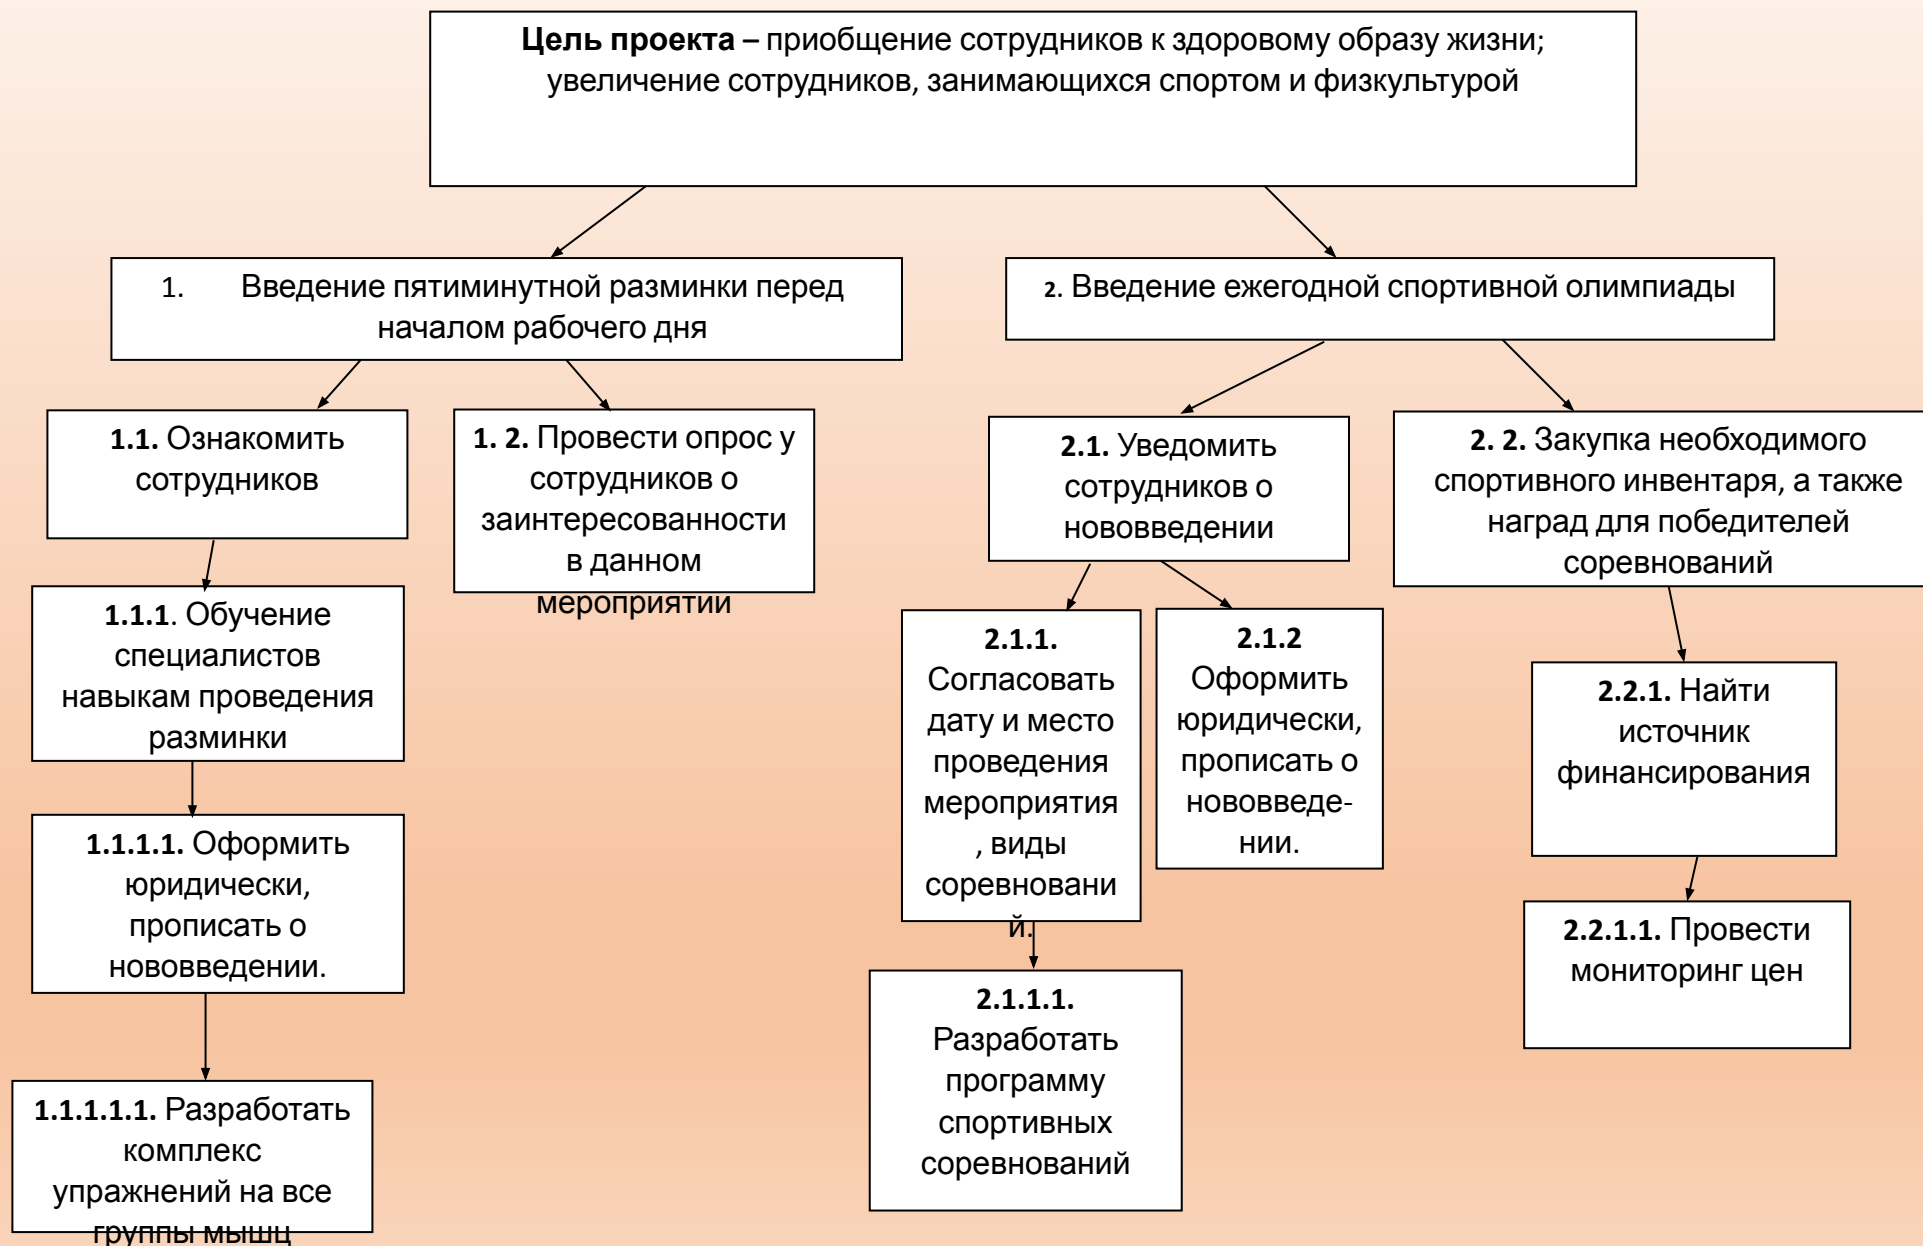 Цель проекта – приобщение сотрудников к здоровому образу жизни;
увеличение сотрудников, занимающихся спортом и физкультурой
1. Введение пятиминутной разминки перед
началом рабочего дня
2. Введение ежегодной спортивной олимпиады
1.1. Ознакомить
сотрудников
1. 2. Провести опрос у
сотрудников о
заинтересованности
в данном
мероприятии
2.1. Уведомить
сотрудников о
нововведении
2. 2. Закупка необходимого
спортивного инвентаря, а также
наград для победителей
соревнований
1.1.1. Обучение
специалистов
навыкам проведения
разминки
2.1.1.
Согласовать
дату и место
проведения
мероприятия
, виды
соревновани
й.
2.1.2
Оформить
юридически,
прописать о
нововведе-
нии.
2.2.1. Найти
источник
финансирования
1.1.1.1. Оформить
юридически,
прописать о
нововведении.
2.2.1.1. Провести
мониторинг цен
2.1.1.1.
Разработать
программу
спортивных
соревнований
1.1.1.1.1. Разработать
комплекс
упражнений на все
группы мышц